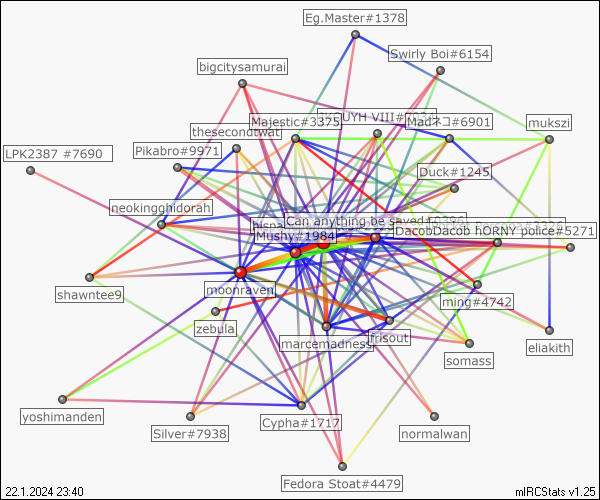 Eg.Master#1378
Swirly Boi#6154
bigcitysamurai
Majestic#3375
Mad7コ#6901
mukszi
thesecondtwat
LPK2387 #7690
Pikabro#9971
Duck#1245
neokingghidorah
Can anything be saved
DacobDacob hORNY police#5271
Mushy#1984
moonraven
shawntee9
ming#4742
zebula
marcemadness
frisout
somass
eliakith
yoshimanden
Cypha#1717
Silver#7938
normalwan
Fedora Stoat#4479
22.1.2024 23:40
mIRCStats v1.25